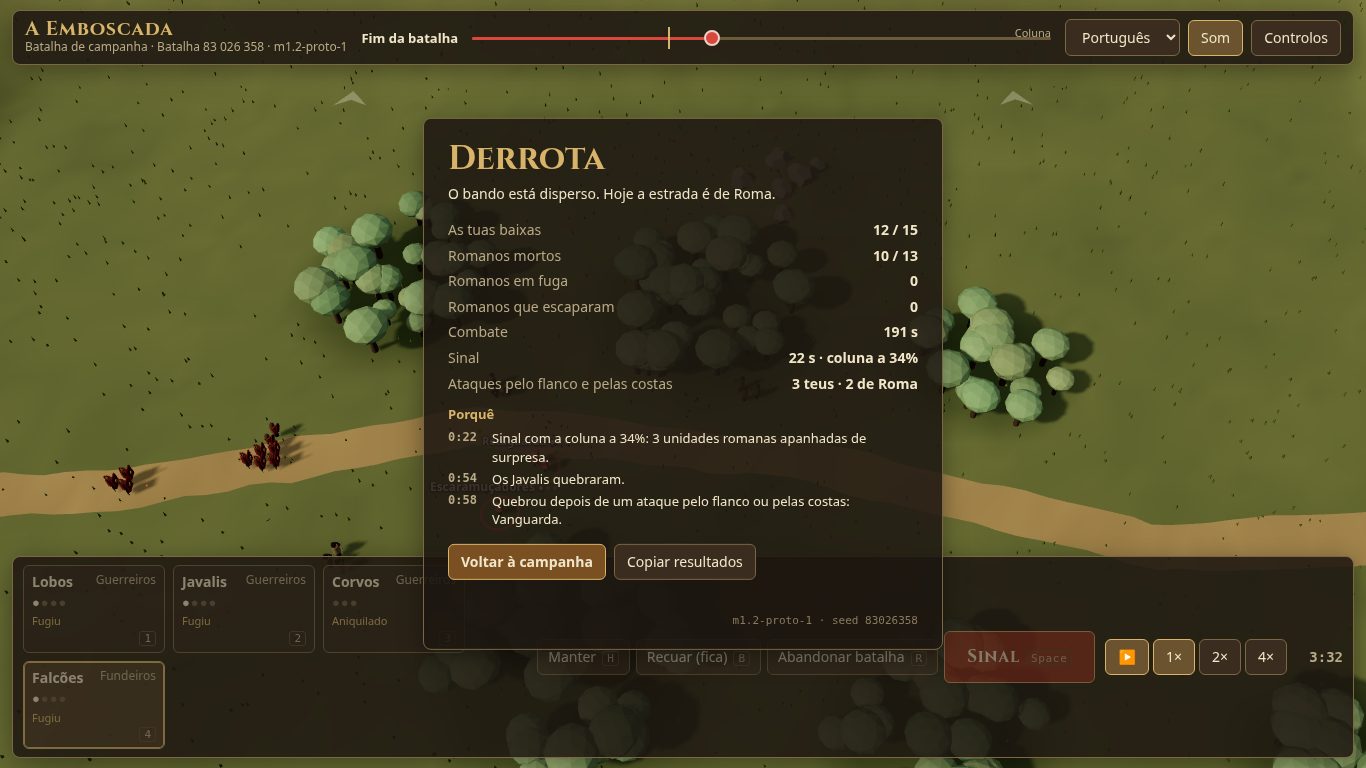 A Emboscada
Batalha de campanha · Batalha 83 026 358 · m1.2-proto-1
Fim da batalha
Coluna
Português
Som
Controlos
Derrota
O bando está disperso. Hoje a estrada é de Roma.
As tuas baixas 12 / 15
Romanos mortos 10 / 13
Romanos em fuga 0
Romanos que escaparam 0
Combate 191 s
Sinal 22 s · coluna a 34%
Ataques pelo flanco e pelas costas 3 teus · 2 de Roma
Porquê
0:22 Sinal com a coluna a 34%: 3 unidades romanas apanhadas de
surpresa.
0:54 Os Javalis quebraram.
0:58 Quebrou depois de um ataque pelo flanco ou pelas costas:
Vanguarda.
Voltar à campanha
Copiar resultados
m1.2-proto-1 · seed 83026358
Lobos Guerreiros
Fugiu
1
Javalis Guerreiros
Fugiu
2
Corvos
Aniquilado
3
Falcões Fundeiros
Fugiu
4
Manter H
Recuar (fica) B
Abandonar batalha R
Sinal Space
1×
2×
4×
3:32